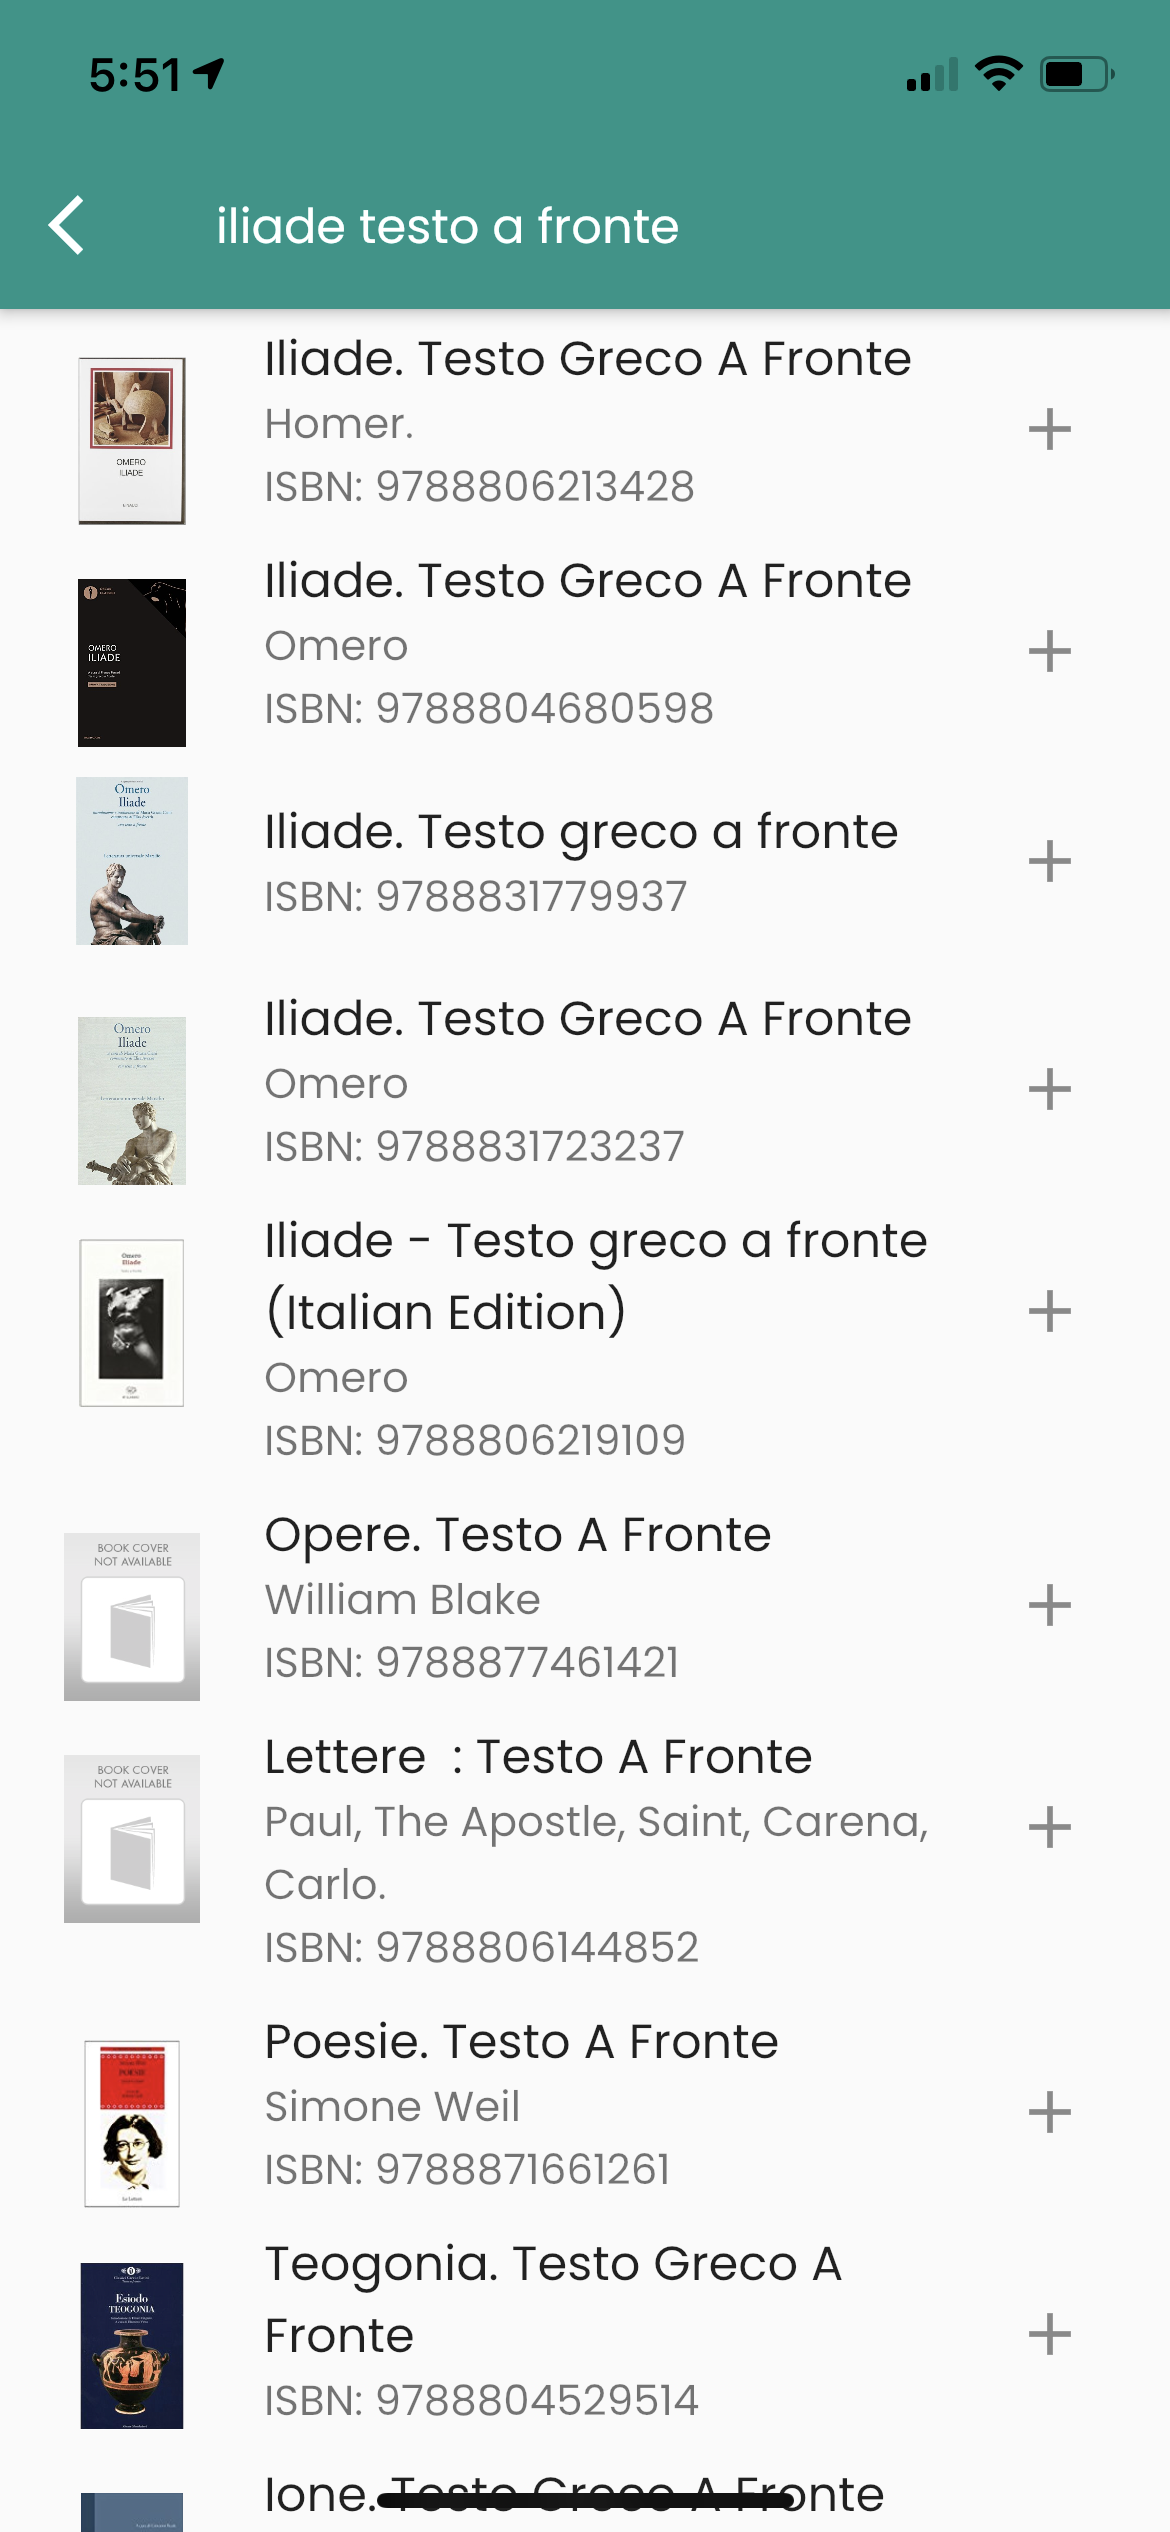 5:51
iliade testo a fronte
Iliade. Testo Greco A Fronte
Homer.
ISBN: 9788806213428
OMERO
ILIADE
Iliade. Testo Greco A Fronte
Omero
ISBN: 9788804680598
OMERO
ILIADE
Iliade. Testo greco a fronte
ISBN: 9788831779937
Omero
Iliade
Iliade. Testo Greco A Fronte
Omero
ISBN: 9788831723237
Omero
Iliade
Iliade - Testo greco a fronte
(Italian Edition)
Omero
ISBN: 9788806219109
Omero
Iliade
Opere. Testo A Fronte
William Blake
ISBN: 9788877461421
BOOK COVER
NOT AVAILABLE
Lettere : Testo A Fronte
Paul, The Apostle, Saint, Carena,
Carlo.
ISBN: 9788806144852
BOOK COVER
NOT AVAILABLE
Poesie. Testo A Fronte
Simone Weil
ISBN: 9788871661261
POESIE
Teogonia. Testo Greco A
Fronte
ISBN: 9788804529514
Esiodo
TEOGONIA
Ione. Testo Greco A Fronte